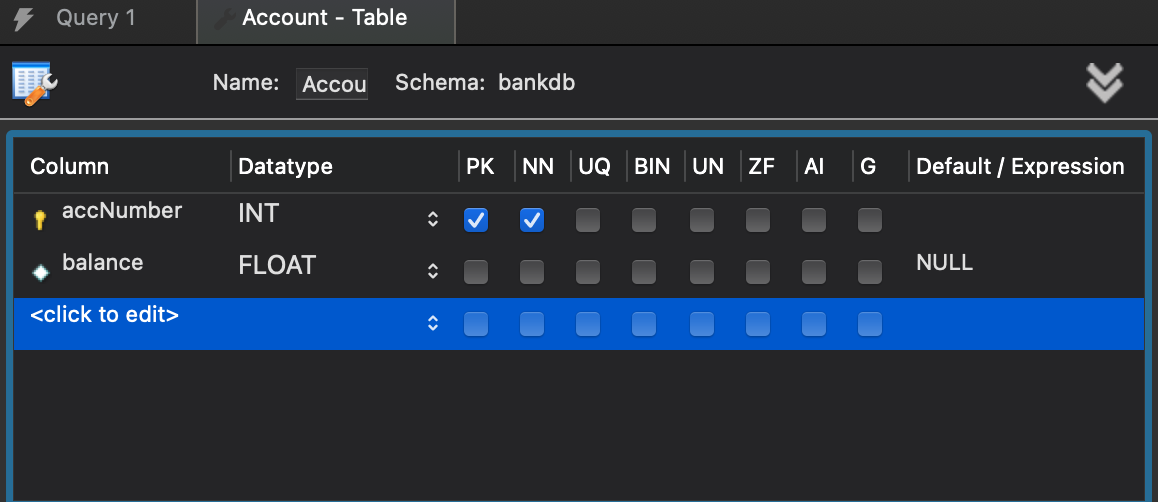 Query 1
Account - Table
Name: Accou Schema: bankdb
Column Datatype PK NN UQ BIN UN ZF AI G Default / Expression
accNumber INT
balance FLOAT NULL
<click to edit>